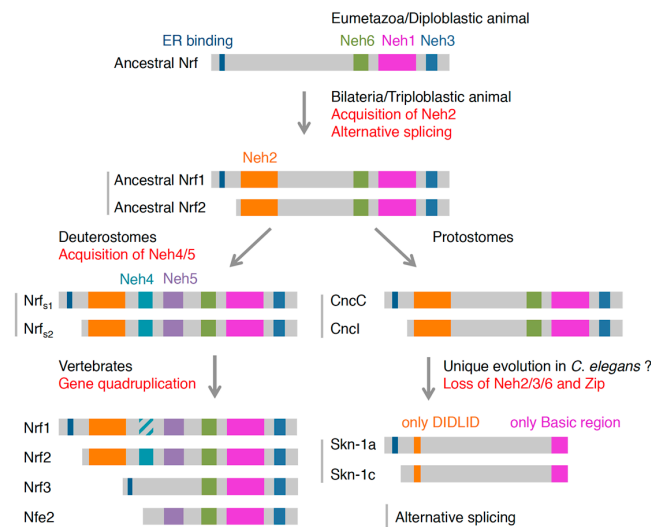 Eumetazoa/Diploblastic animal
ER binding Neh6 Neh1 Neh3
Ancestral Nrf
Bilateria/Triploblastic animal
Acquisition of Neh2
Alternative splicing
Neh2
Ancestral Nrf1
Ancestral Nrf2
Deuterostomes
Acquisition of Neh4/5
Protostomes
Neh4 Neh5
Nrfs1
Nrfs2
CncC
CncI
Vertebrates
Gene quadruplication
Unique evolution in C. elegans ?
Loss of Neh2/3/6 and Zip
Nrf1
Nrf2
Nrf3
Nfe2
only DIDLID only Basic region
Skn-1a
Skn-1c
Alternative splicing